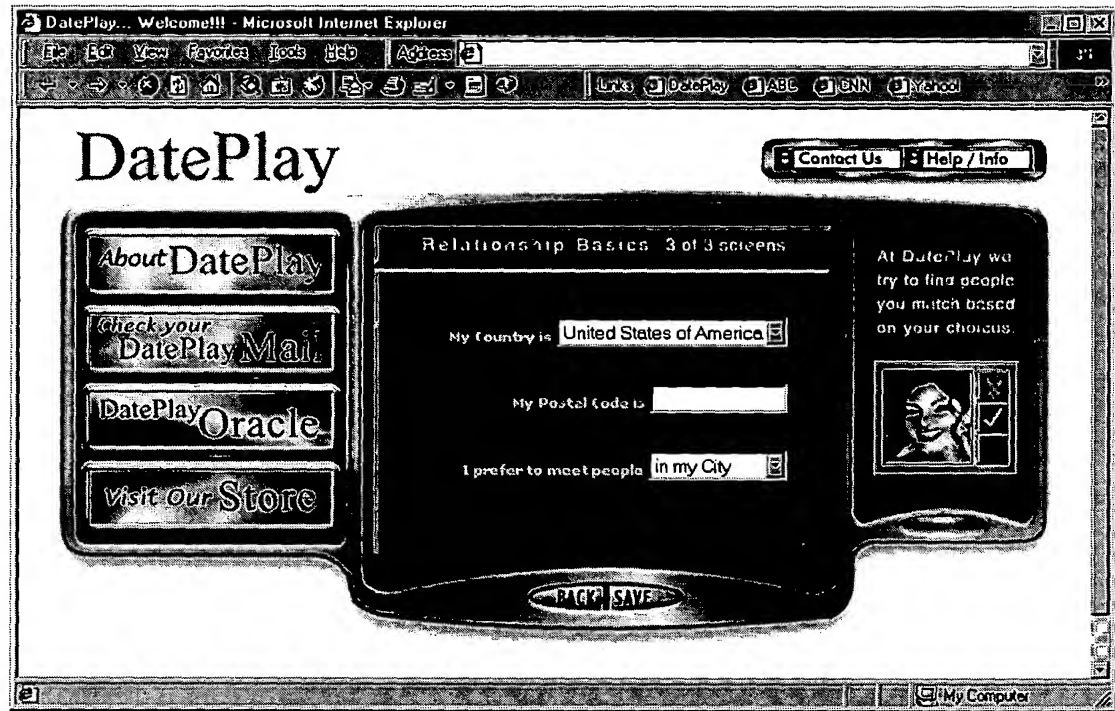 DatePlay... Welcome!!! - Microsoft Internet Explorer
File Edit View Favorites Tools Help Address
Links DatePlay ABC CNN Yahoo!
DatePlay
Contact Us Help / Info
About DatePlay
Check your
DatePlay Mail
DatePlay Oracle
Visit Our Store
Relationship Basics 3 of 3 screens
My Country is United States of America
My Postal Code is
I prefer to meet people in my City
BACK SAVE
At DatePlay we
try to find people
you match based
on your choices.
My Computer